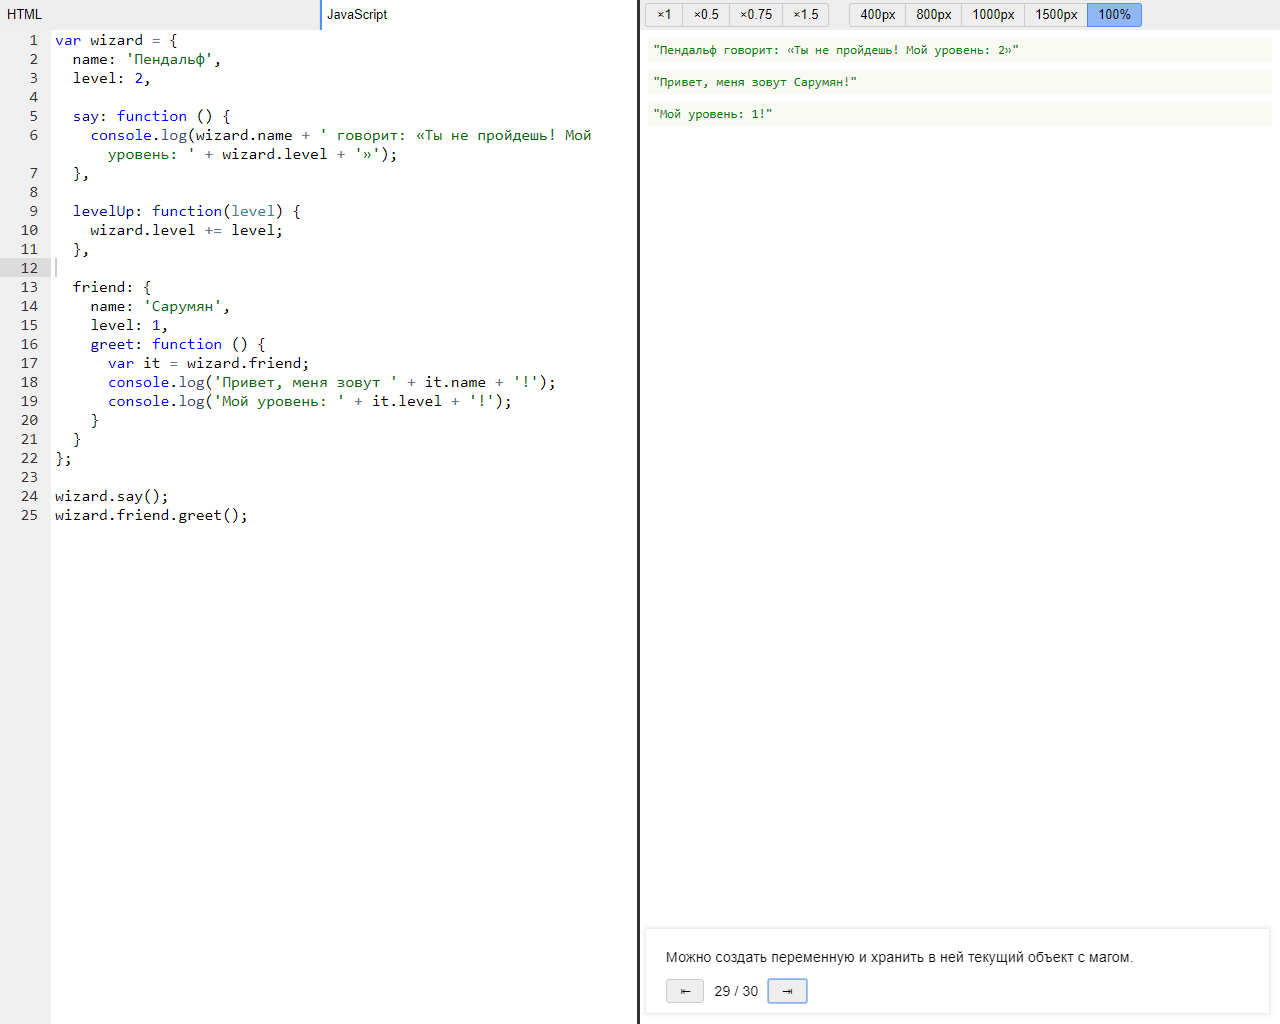 HTML
JavaScript
×1 ×0.5 ×0.75 ×1.5 400px 800px 1000px 1500px 100%
1 var wizard = {
2 name: 'Пендальф',
3 level: 2,
4
5 say: function () {
6 console.log(wizard.name + ' говорит: «Ты не пройдешь! Мой
уровень: ' + wizard.level + '»');
7 },
8
9 levelUp: function(level) {
10 wizard.level += level;
11 },
12
13 friend: {
14 name: 'Сарумян',
15 level: 1,
16 greet: function () {
17 var it = wizard.friend;
18 console.log('Привет, меня зовут ' + it.name + '!');
19 console.log('Мой уровень: ' + it.level + '!');
20 }
21 }
22 };
23
24 wizard.say();
25 wizard.friend.greet();
"Пендальф говорит: «Ты не пройдешь! Мой уровень: 2»"
"Привет, меня зовут Сарумян!"
"Мой уровень: 1!"
Можно создать переменную и хранить в ней текущий объект с магом.
⇤ 29 / 30 ⇥